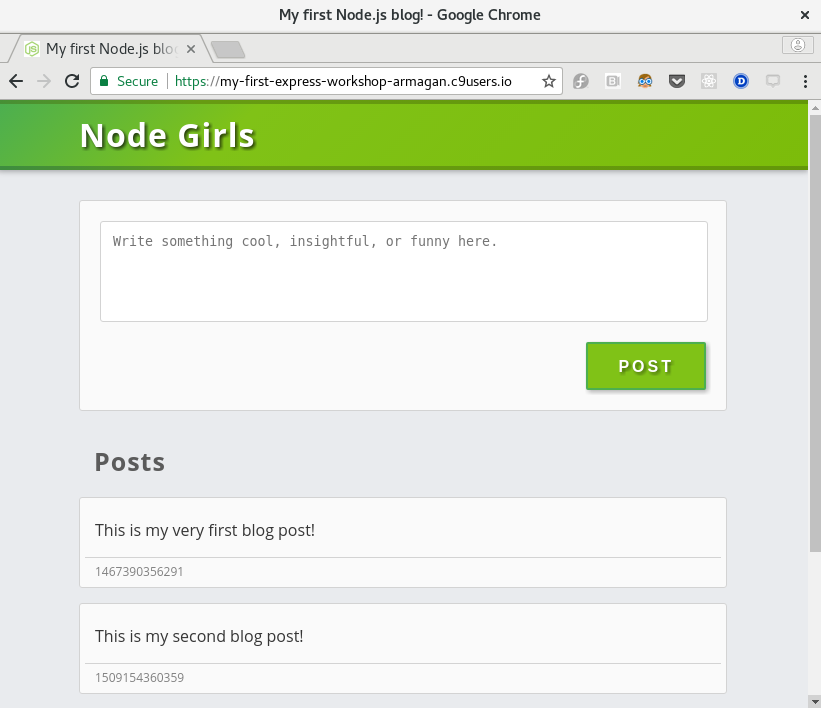 My first Node.js blog! - Google Chrome
My first Node.js blo
Secure https://my-first-express-workshop-armagan.c9users.io
Node Girls
Write something cool, insightful, or funny here.
POST
Posts
This is my very first blog post!
1467390356291
This is my second blog post!
1509154360359